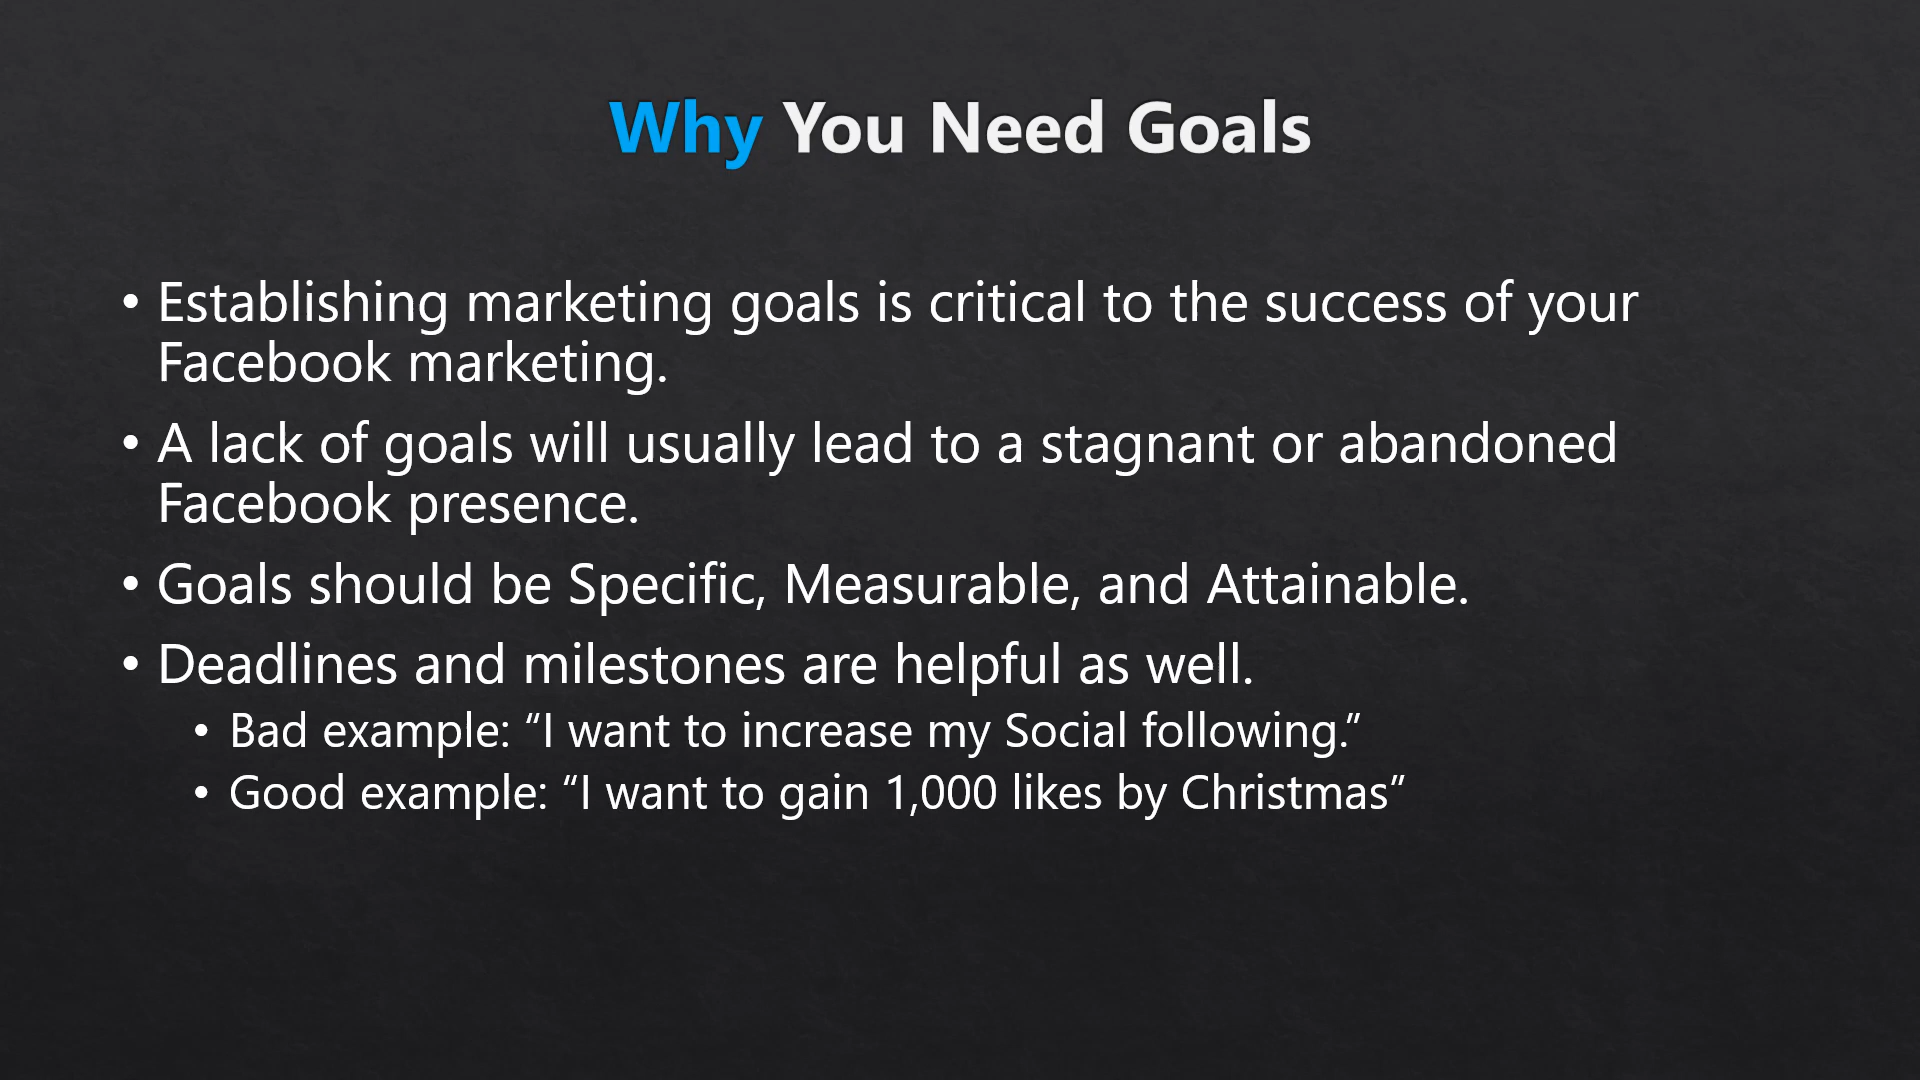 Why You Need Goals
• Establishing marketing goals is critical to the success of your
Facebook marketing.
• A lack of goals will usually lead to a stagnant or abandoned
Facebook presence.
• Goals should be Specific, Measurable, and Attainable.
• Deadlines and milestones are helpful as well.
• Bad example: “I want to increase my Social following.”
• Good example: “I want to gain 1,000 likes by Christmas”